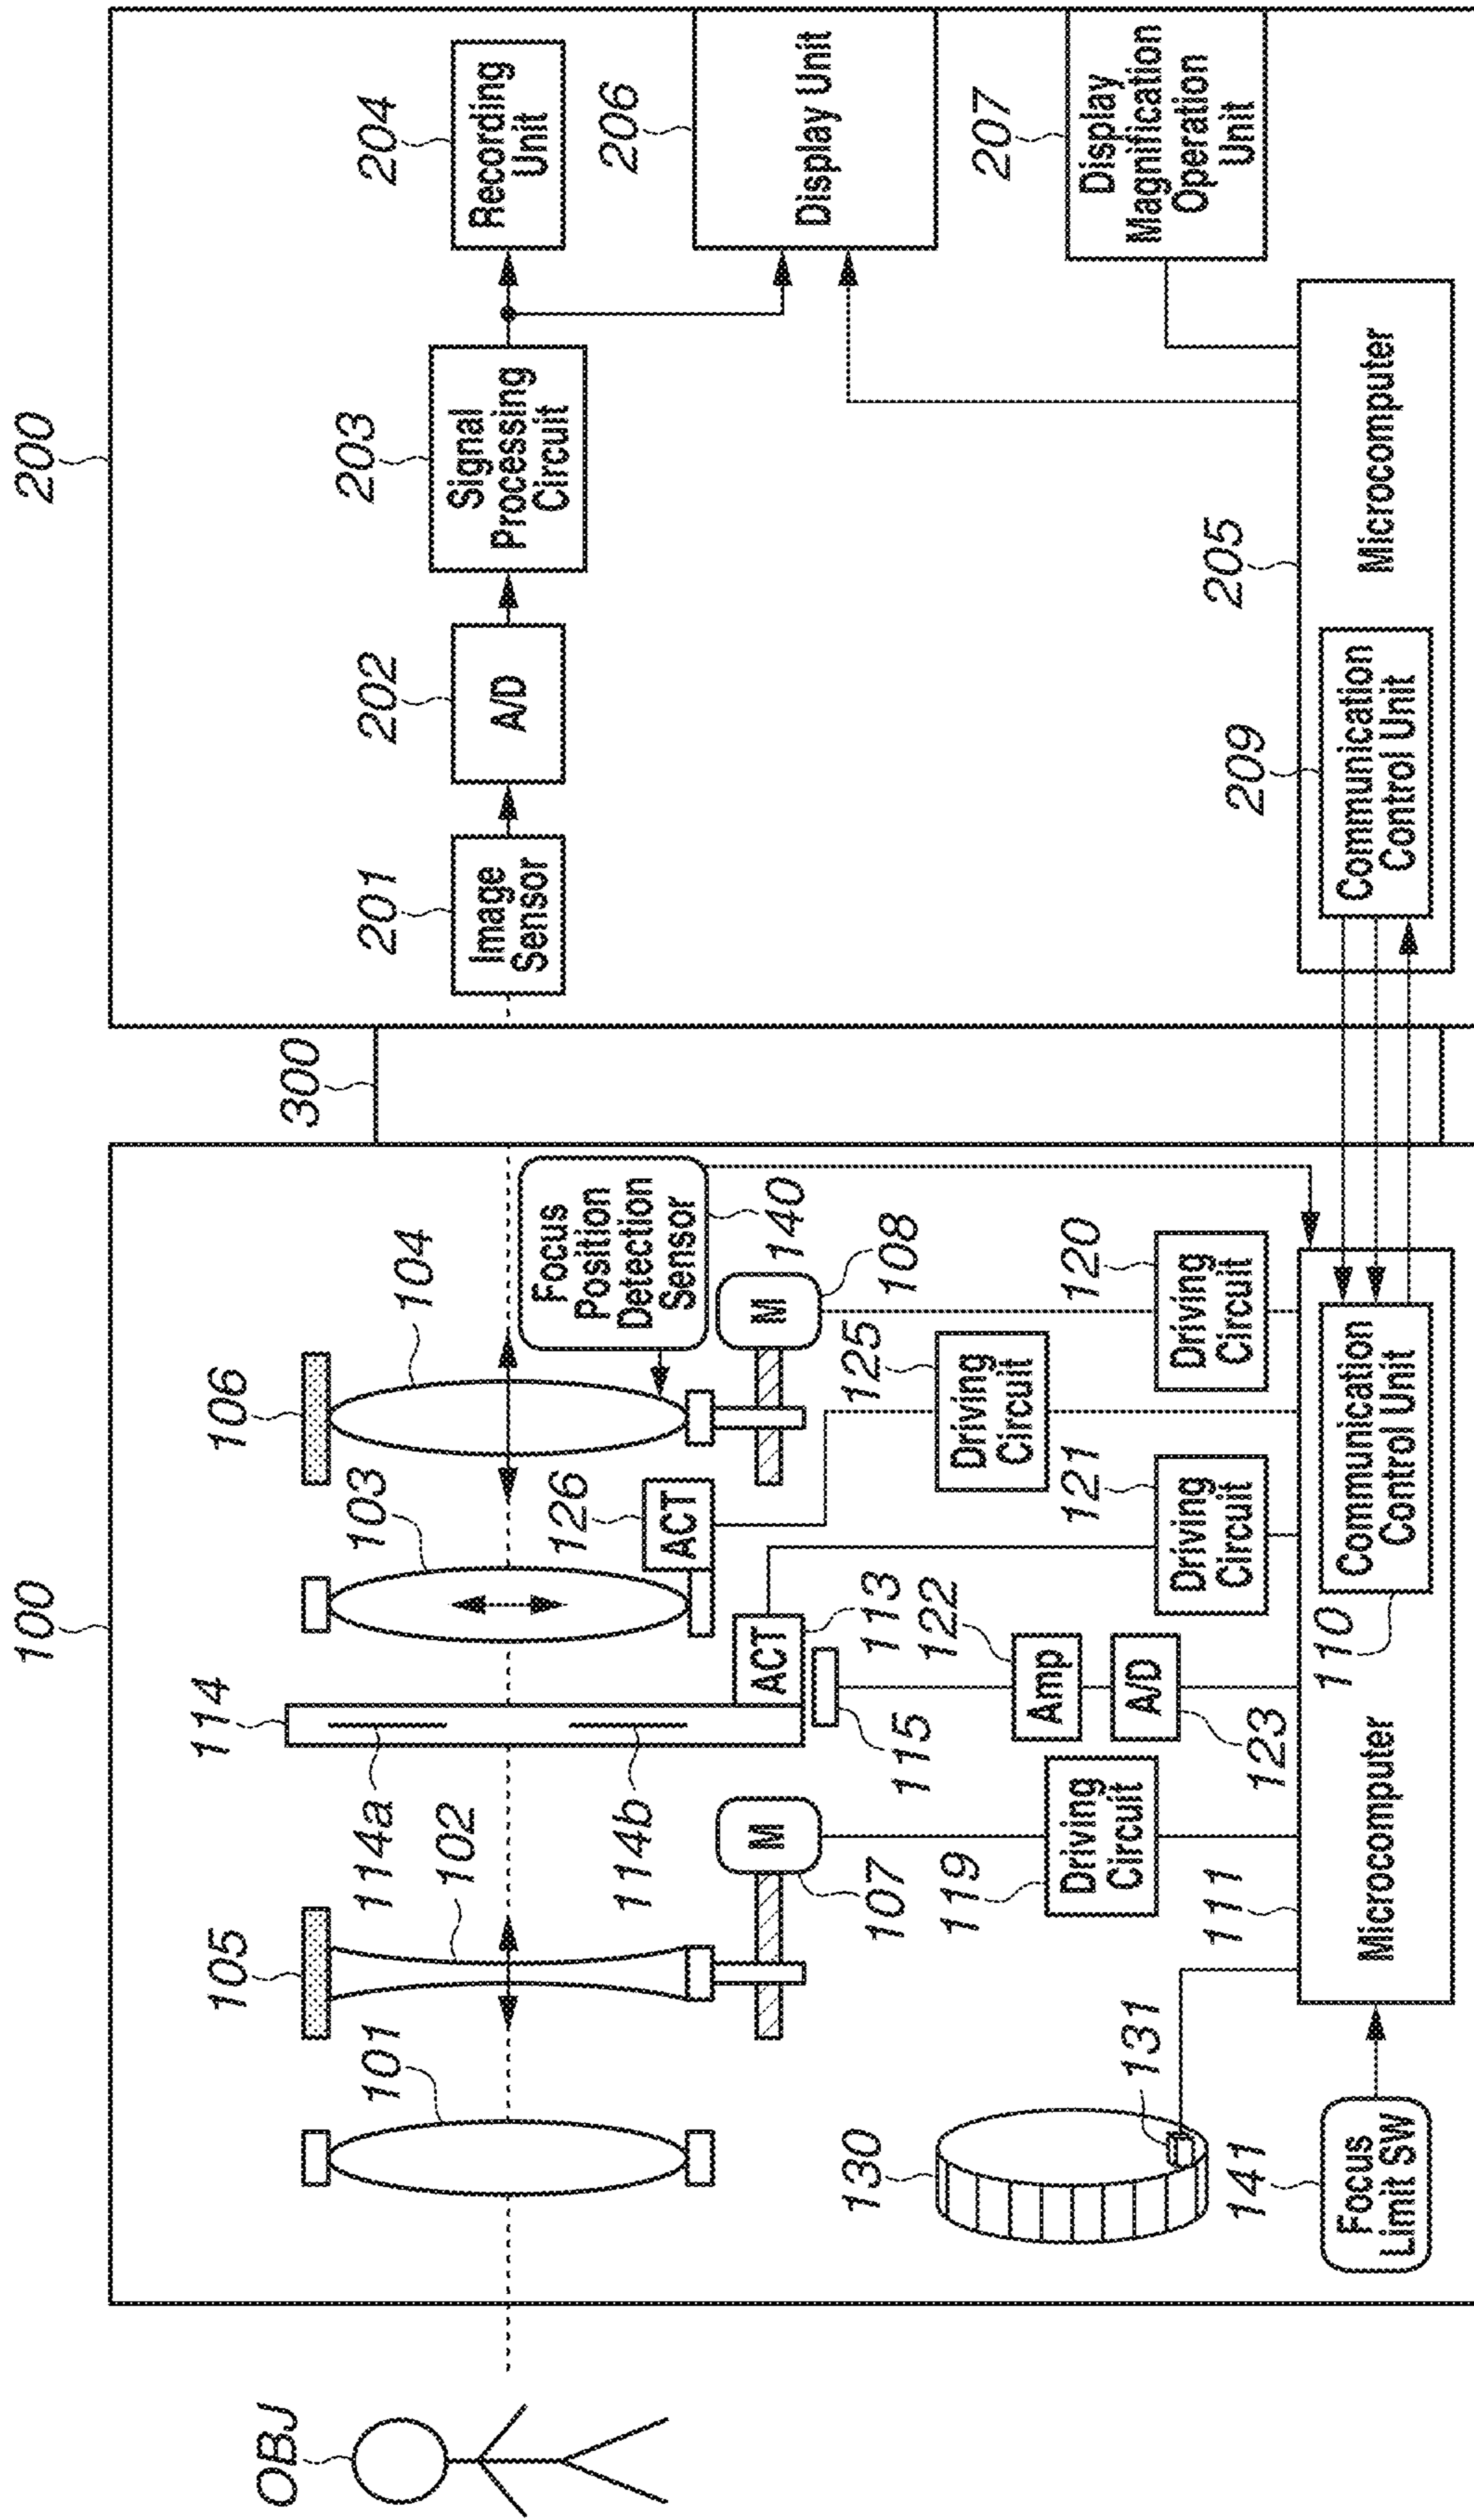 100
200
300
OBJ
101
105
102
114
114a
114b
103
106
104
126
ACT
Focus
Position
Detection
Sensor
140
M
107
M
108
ACT
113
115
122
Amp
A/D
123
119
Driving
Circuit
121
Driving
Circuit
125
Driving
Circuit
120
Driving
Circuit
130
131
141
Focus
Limit SW
111
Microcomputer
110
Communication
Control Unit
201
Image
Sensor
202
A/D
203
Signal
Processing
Circuit
204
Recording
Unit
206
Display Unit
207
Display
Magnification
Operation
Unit
205
Microcomputer
209
Communication
Control Unit